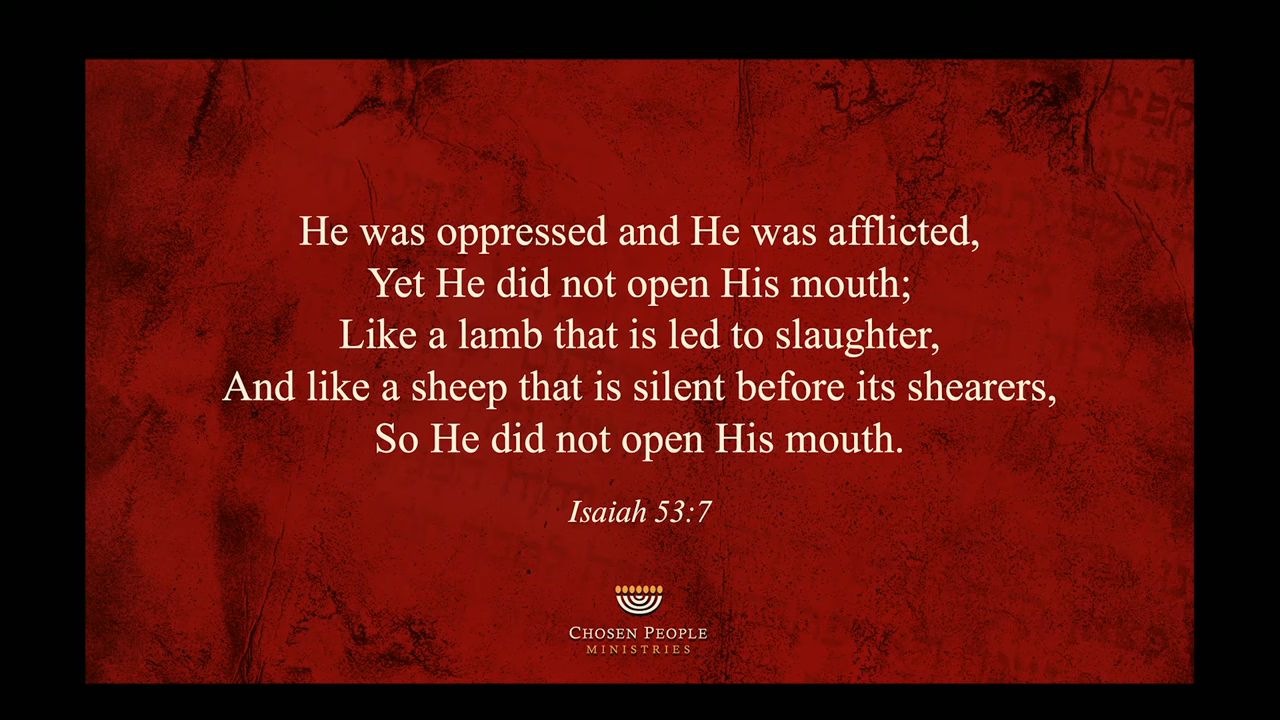 He was oppressed and He was afflicted,
Yet He did not open His mouth;
Like a lamb that is led to slaughter,
And like a sheep that is silent before its shearers,
So He did not open His mouth.
Isaiah 53:7
CHOSEN PEOPLE
MINISTRIES